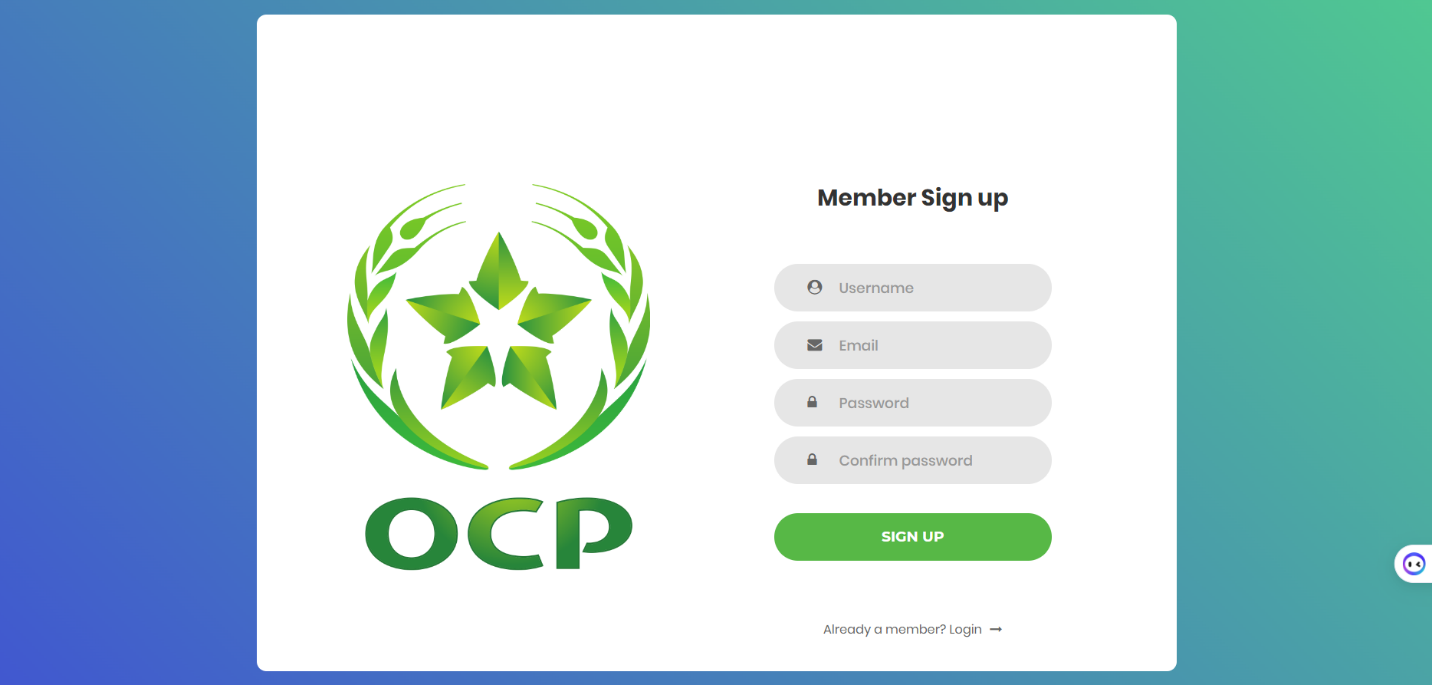 OCP
Member Sign up
Username
Email
Password
Confirm password
SIGN UP
Already a member? Login